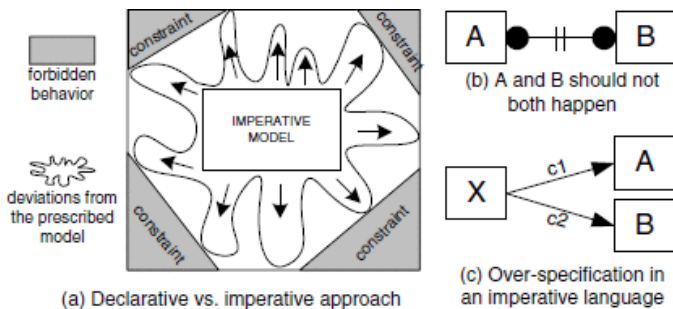 forbidden
behavior
deviations from
the prescribed
model
constraint
constraint
IMPERATIVE
MODEL
constraint
constraint
(a) Declarative vs. imperative approach
A
B
(b) A and B should not
both happen
X
c1
A
c2
B
(c) Over-specification in
an imperative language